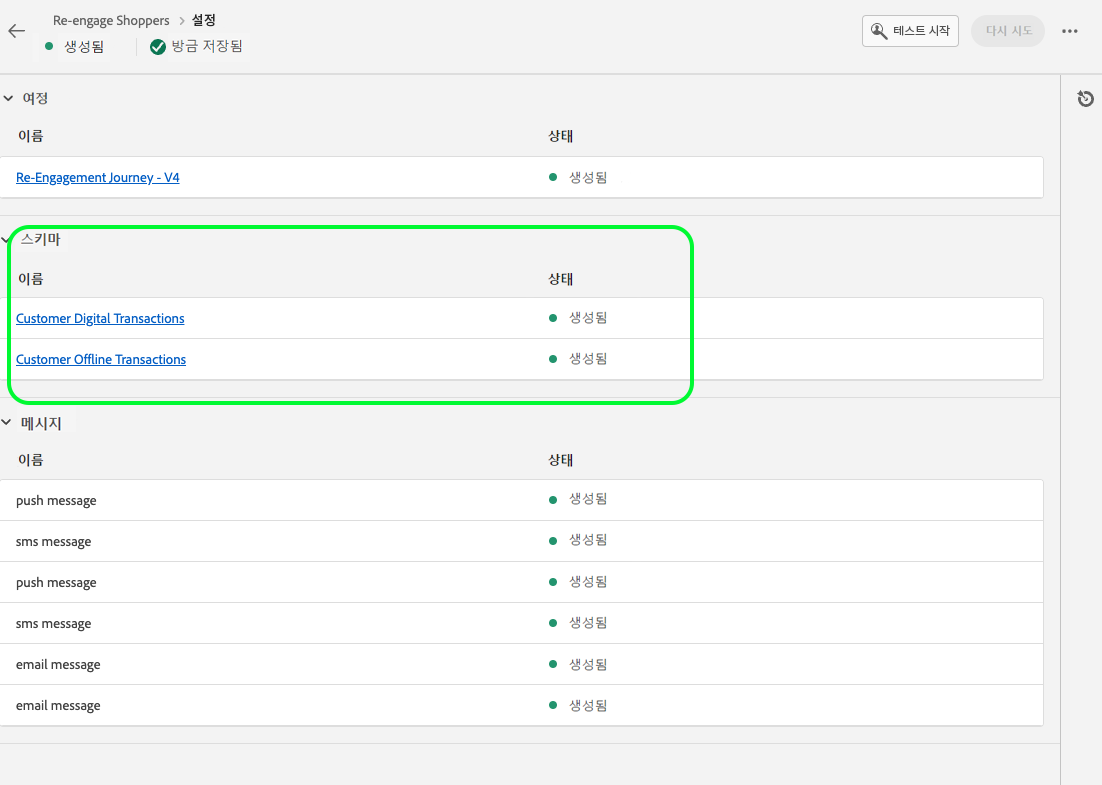 Re-engage Shoppers > 설정
생성됨 방금 저장됨
테스트 시작 다시 시도
여정
이름 상태
Re-Engagement Journey - V4 생성됨
스키마
이름 상태
Customer Digital Transactions 생성됨
Customer Offline Transactions 생성됨
메시지
이름 상태
push message 생성됨
sms message 생성됨
push message 생성됨
sms message 생성됨
email message 생성됨
email message 생성됨